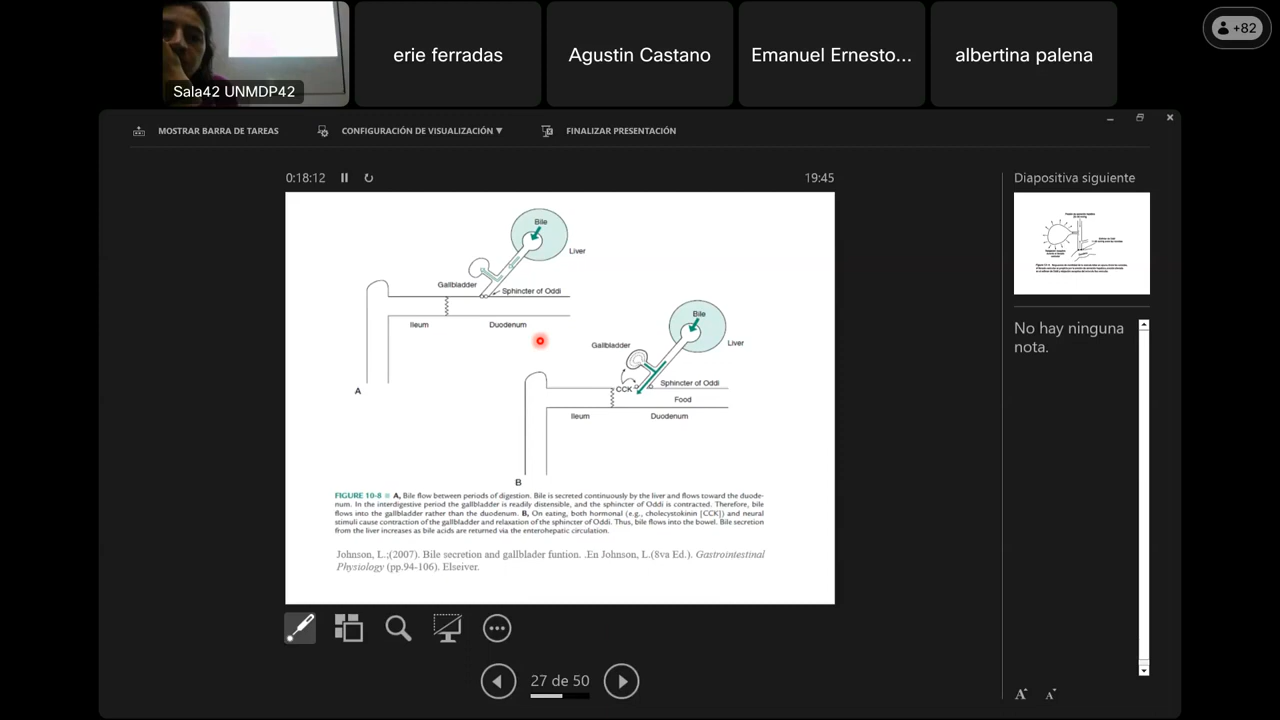 +82
Sala42 UNMDP42
erie ferradas
Agustin Castano
Emanuel Ernesto...
albertina palena
MOSTRAR BARRA DE TAREAS
CONFIGURACIÓN DE VISUALIZACIÓN ▼
FINALIZAR PRESENTACIÓN
0:18:12
19:45
Diapositiva siguiente
No hay ninguna
nota.
Bile
Liver
Gallbladder
Sphincter of Oddi
Ileum
Duodenum
A
Bile
Liver
Gallbladder
CCK
Sphincter of Oddi
Food
Ileum
Duodenum
B
FIGURE 10-8 ■ A, Bile flow between periods of digestion. Bile is secreted continuously by the liver and flows toward the duode-
num. In the interdigestive period the gallbladder is readily distensible, and the sphincter of Oddi is contracted. Therefore, bile
flows into the gallbladder rather than the duodenum. B, On eating, both hormonal (e.g., cholecystokinin [CCK]) and neural
stimuli cause contraction of the gallbladder and relaxation of the sphincter of Oddi. Thus, bile flows into the bowel. Bile secretion
from the liver increases as bile acids are returned via the enterohepatic circulation.
Johnson, L.;(2007). Bile secretion and gallbladder funtion. .En Johnson, L.(8va Ed.). Gastrointestinal
Physiology (pp.94-106). Elseiver.
27 de 50
A A